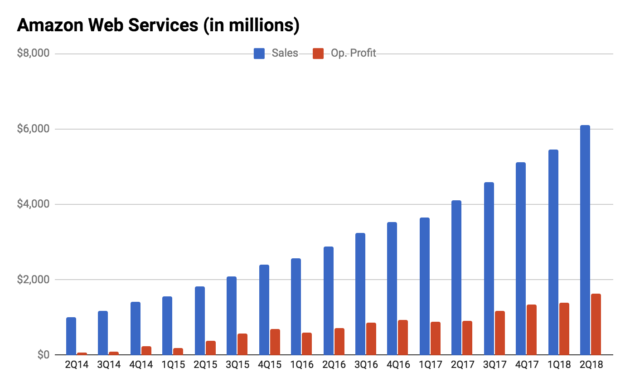 Amazon Web Services (in millions)
$8,000
Sales Op. Profit
$6,000
$4,000
$2,000
$0
2Q14 3Q14 4Q14 1Q15 2Q15 3Q15 4Q15 1Q16 2Q16 3Q16 4Q16 1Q17 2Q17 3Q17 4Q17 1Q18 2Q18